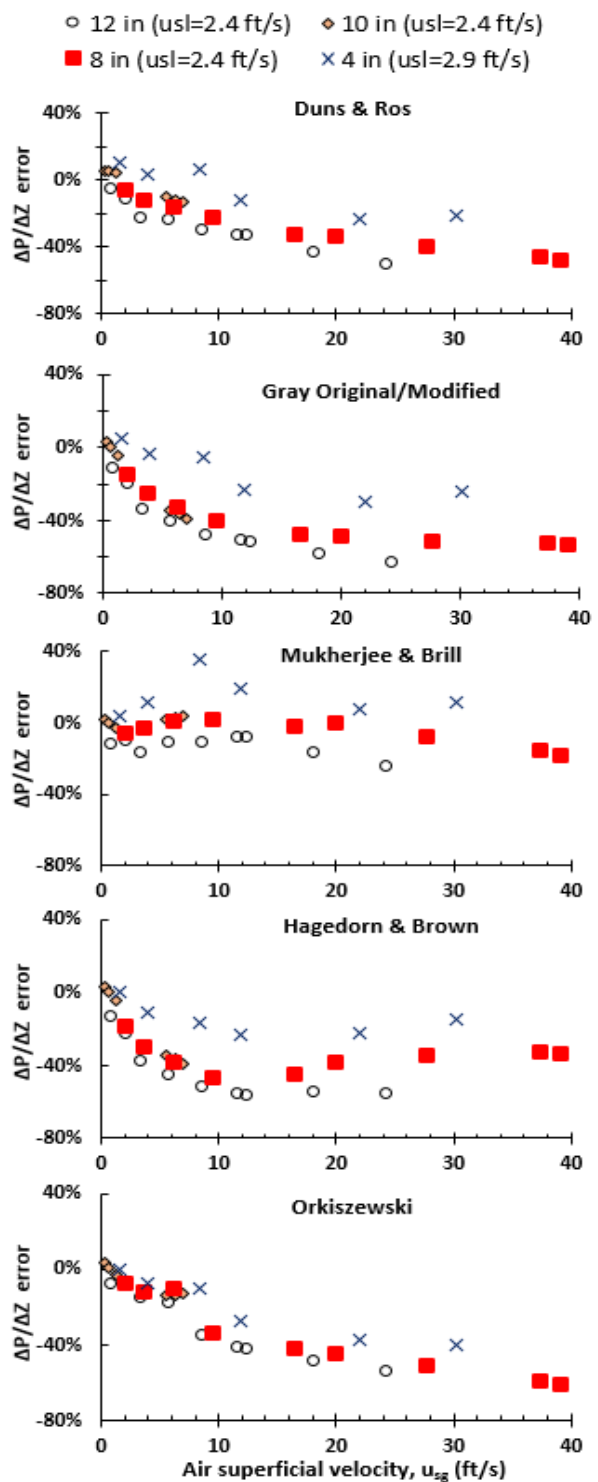 12 in (usl=2.4 ft/s) 10 in (usl=2.4 ft/s)
8 in (usl=2.4 ft/s) 4 in (usl=2.9 ft/s)
Duns & Ros
40%
0%
-40%
-80%
ΔP/ΔZ error
0 10 20 30 40
Gray Original/Modified
40%
0%
-40%
-80%
ΔP/ΔZ error
0 10 20 30 40
Mukherjee & Brill
40%
0%
-40%
-80%
ΔP/ΔZ error
0 10 20 30 40
Hagedorn & Brown
40%
0%
-40%
-80%
ΔP/ΔZ error
0 10 20 30 40
Orkiszewski
40%
0%
-40%
-80%
ΔP/ΔZ error
0 10 20 30 40
Air superficial velocity, usg (ft/s)